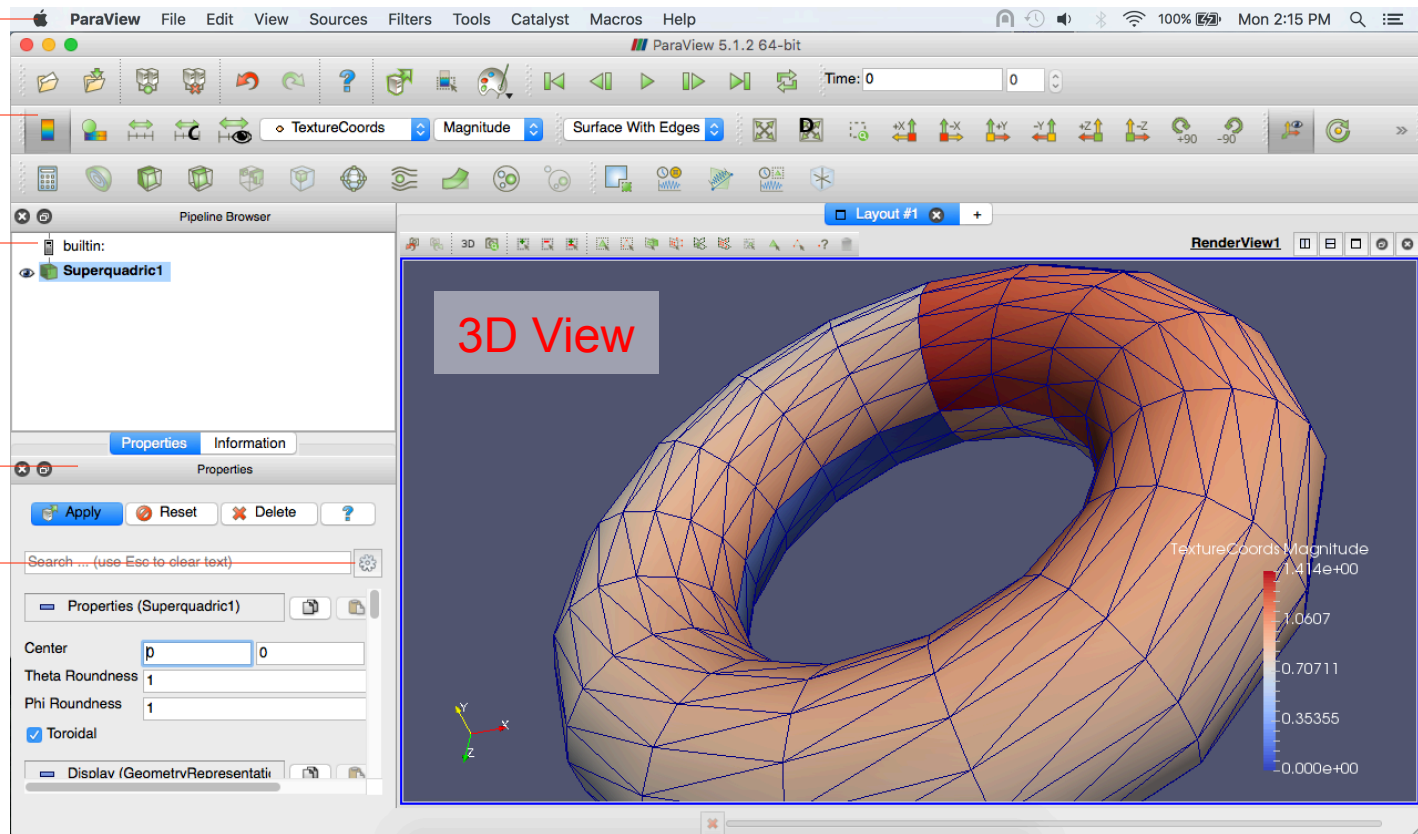 ParaView File Edit View Sources Filters Tools Catalyst Macros Help 100% Mon 2:15 PM
ParaView 5.1.2 64-bit
? Time: 0 0
C TextureCoords Magnitude Surface With Edges D +X -X +Y -Y +Z -Z +90 -90 »
Pipeline Browser
Layout #1 +
builtin:
3D ? RenderView1
Superquadric1
3D View
Properties Information
Properties
Apply Reset Delete ?
Search ... (use Esc to clear text)
Properties (Superquadric1)
Center 0 0
Theta Roundness 1
Phi Roundness 1
Toroidal
Display (GeometryRepresentati
TextureCoords Magnitude
1.414e+00
1.0607
0.70711
0.35355
0.000e+00
Y
X
Z